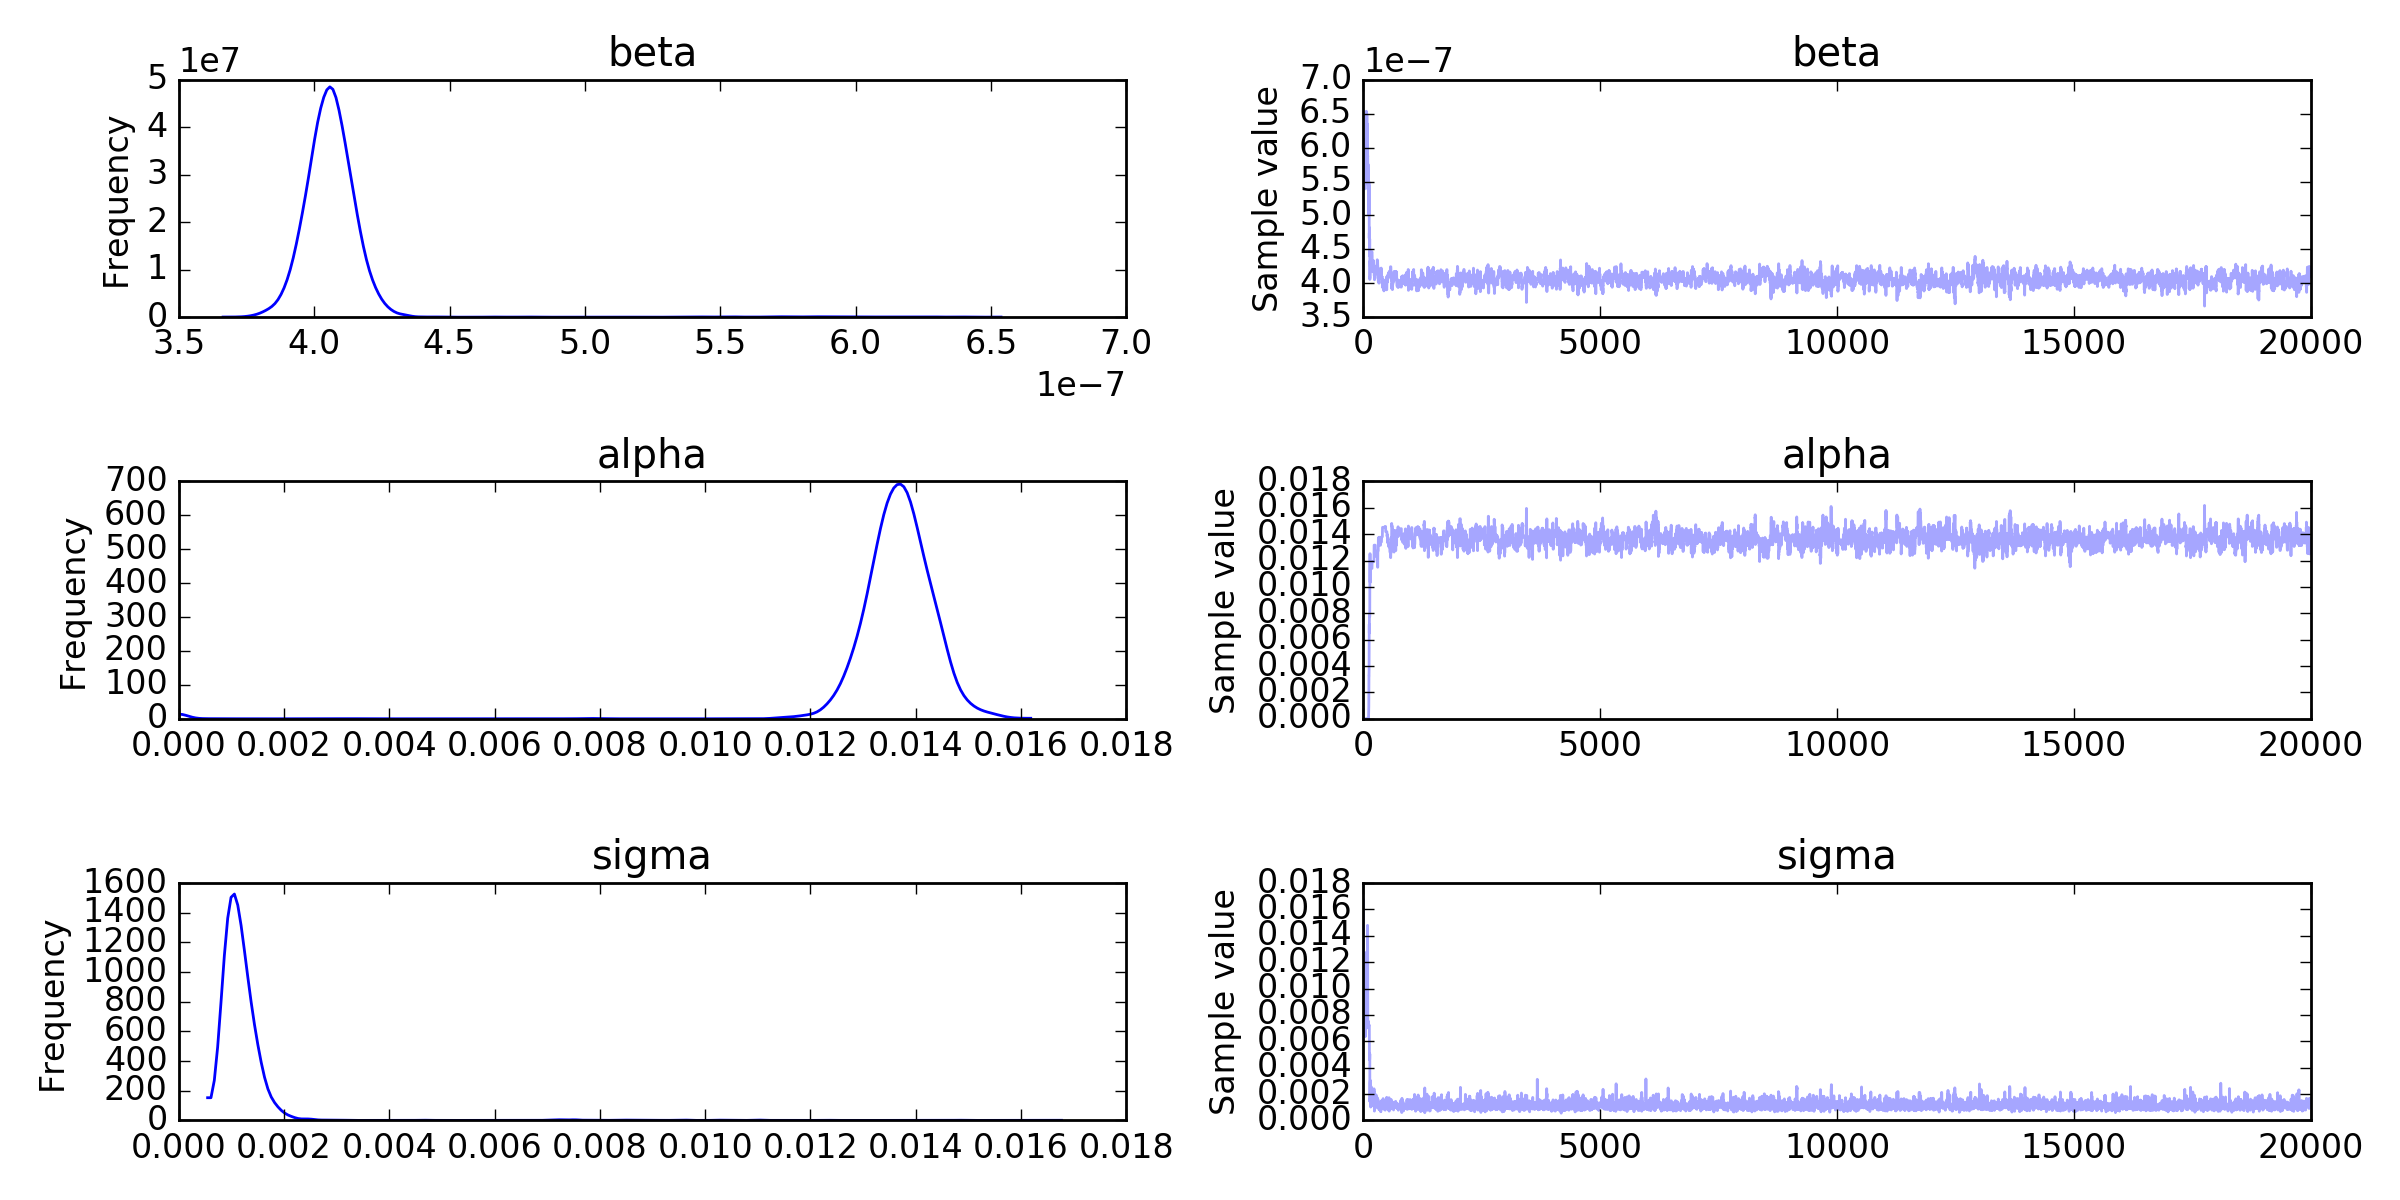 beta
1e7
5
4
3
2
1
0
Frequency
3.5 4.0 4.5 5.0 5.5 6.0 6.5 7.0
1e−7
beta
1e−7
7.0
6.5
6.0
5.5
5.0
4.5
4.0
3.5
Sample value
0 5000 10000 15000 20000
alpha
700
600
500
400
300
200
100
0
Frequency
0.000 0.002 0.004 0.006 0.008 0.010 0.012 0.014 0.016 0.018
alpha
0.018
0.016
0.014
0.012
0.010
0.008
0.006
0.004
0.002
0.000
Sample value
0 5000 10000 15000 20000
sigma
1600
1400
1200
1000
800
600
400
200
0
Frequency
0.000 0.002 0.004 0.006 0.008 0.010 0.012 0.014 0.016 0.018
sigma
0.018
0.016
0.014
0.012
0.010
0.008
0.006
0.004
0.002
0.000
Sample value
0 5000 10000 15000 20000